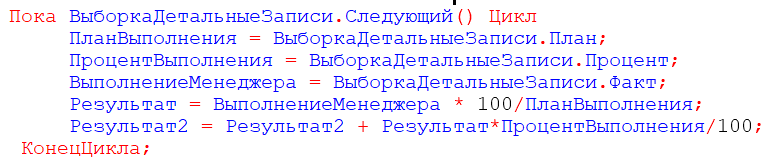 Пока ВыборкаДетальныеЗаписи.Следующий() Цикл
ПланВыполнения = ВыборкаДетальныеЗаписи.План;
ПроцентВыполнения = ВыборкаДетальныеЗаписи.Процент;
ВыполнениеМенеджера = ВыборкаДетальныеЗаписи.Факт;
Результат = ВыполнениеМенеджера * 100/ПланВыполнения;
Результат2 = Результат2 + Результат*ПроцентВыполнения/100;
КонецЦикла;